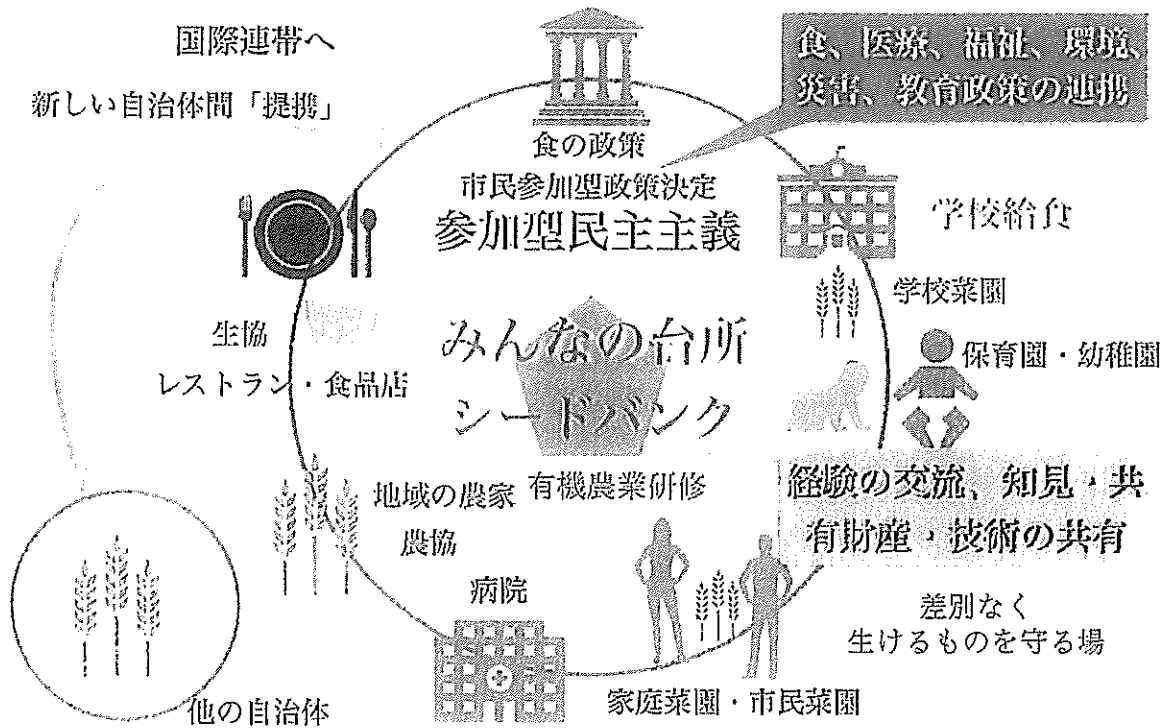 国際連帯へ
新しい自治体間「提携」
食、医療、福祉、環境、
災害、教育政策の連携
食の政策
市民参加型政策決定
参加型民主主義
学校給食
学校菜園
保育園・幼稚園
生協
レストラン・食品店
みんなの台所
シードバンク
有機農業研修
地域の農家
農協
経験の交流、知見・共
有財産・技術の共有
病院
差別なく
生けるものを守る場
家庭菜園・市民菜園
他の自治体